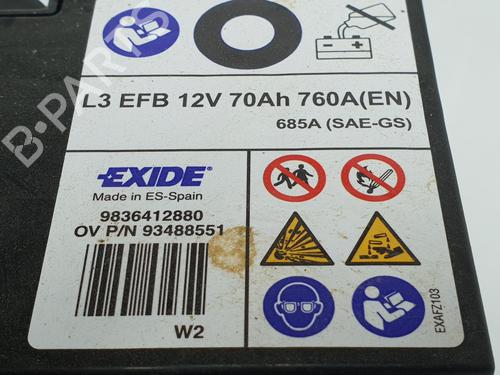 L3 EFB 12V 70Ah 760A(EN)
685A (SAE-GS)
EXIDE
Made in ES-Spain
9836412880
OV P/N 93488551
W2
EXAFZ103
B-PARTS